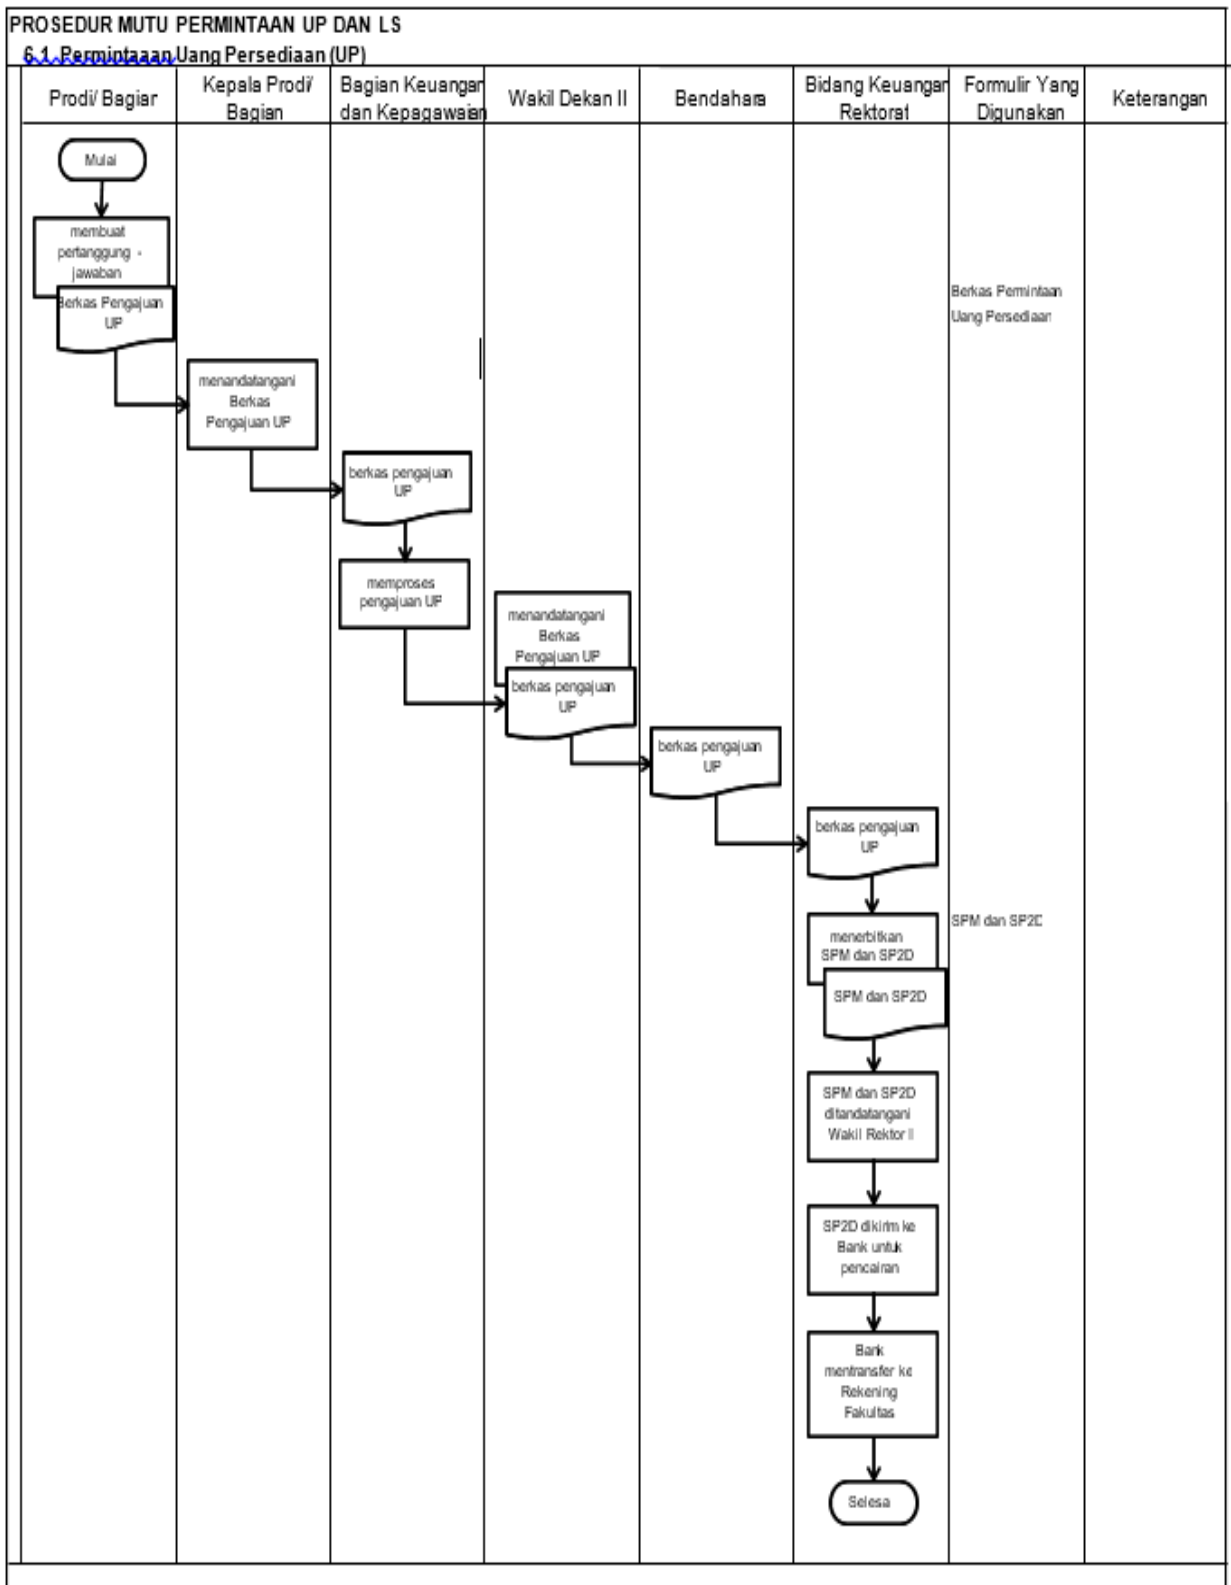 PROSEDUR MUTU PERMINTAAN UP DAN LS
6.1. Permintaaan Uang Persediaan (UP)
Prodi/ Bagian
Kepala Prodi/
Bagian
Bagian Keuangan
dan Kepagawaian
Wakil Dekan II
Bendahara
Bidang Keuangan
Rektorat
Formulir Yang
Digunakan
Keterangan
Mulai
membuat
pertanggung -
jawaban
Berkas Pengajuan
UP
Berkas Permintaan
Uang Persediaan
menandatangani
Berkas
Pengajuan UP
berkas pengajuan
UP
memproses
pengajuan UP
menandatangani
Berkas
Pengajuan UP
berkas pengajuan
UP
berkas pengajuan
UP
berkas pengajuan
UP
menerbitkan
SPM dan SP2D
SPM dan SP2D
SPM dan SP2D
SPM dan SP2D
ditandatangani
Wakil Rektor II
SP2D dikirim ke
Bank untuk
pencairan
Bank
mentransfer ke
Rekening
Fakultas
Selesa